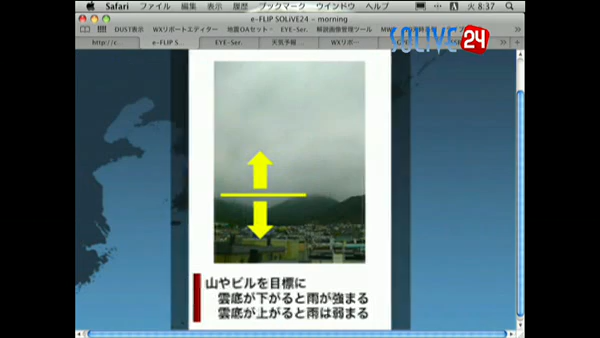 Safari ファイル 編集 表示 履歴 ブックマーク ウインドウ ヘルプ 火 8:37
e-FLIP SOLiVE24 – morning
DUST表示 WXリポートエディター 地震OAセット EYE-Ser. 解説画像管理ツール
http://c. e-FLIP S... EYE-Ser. 天気予報 WXリポ...
SOLiVE24
山やビルを目標に
雲底が下がると雨が強まる
雲底が上がると雨は弱まる